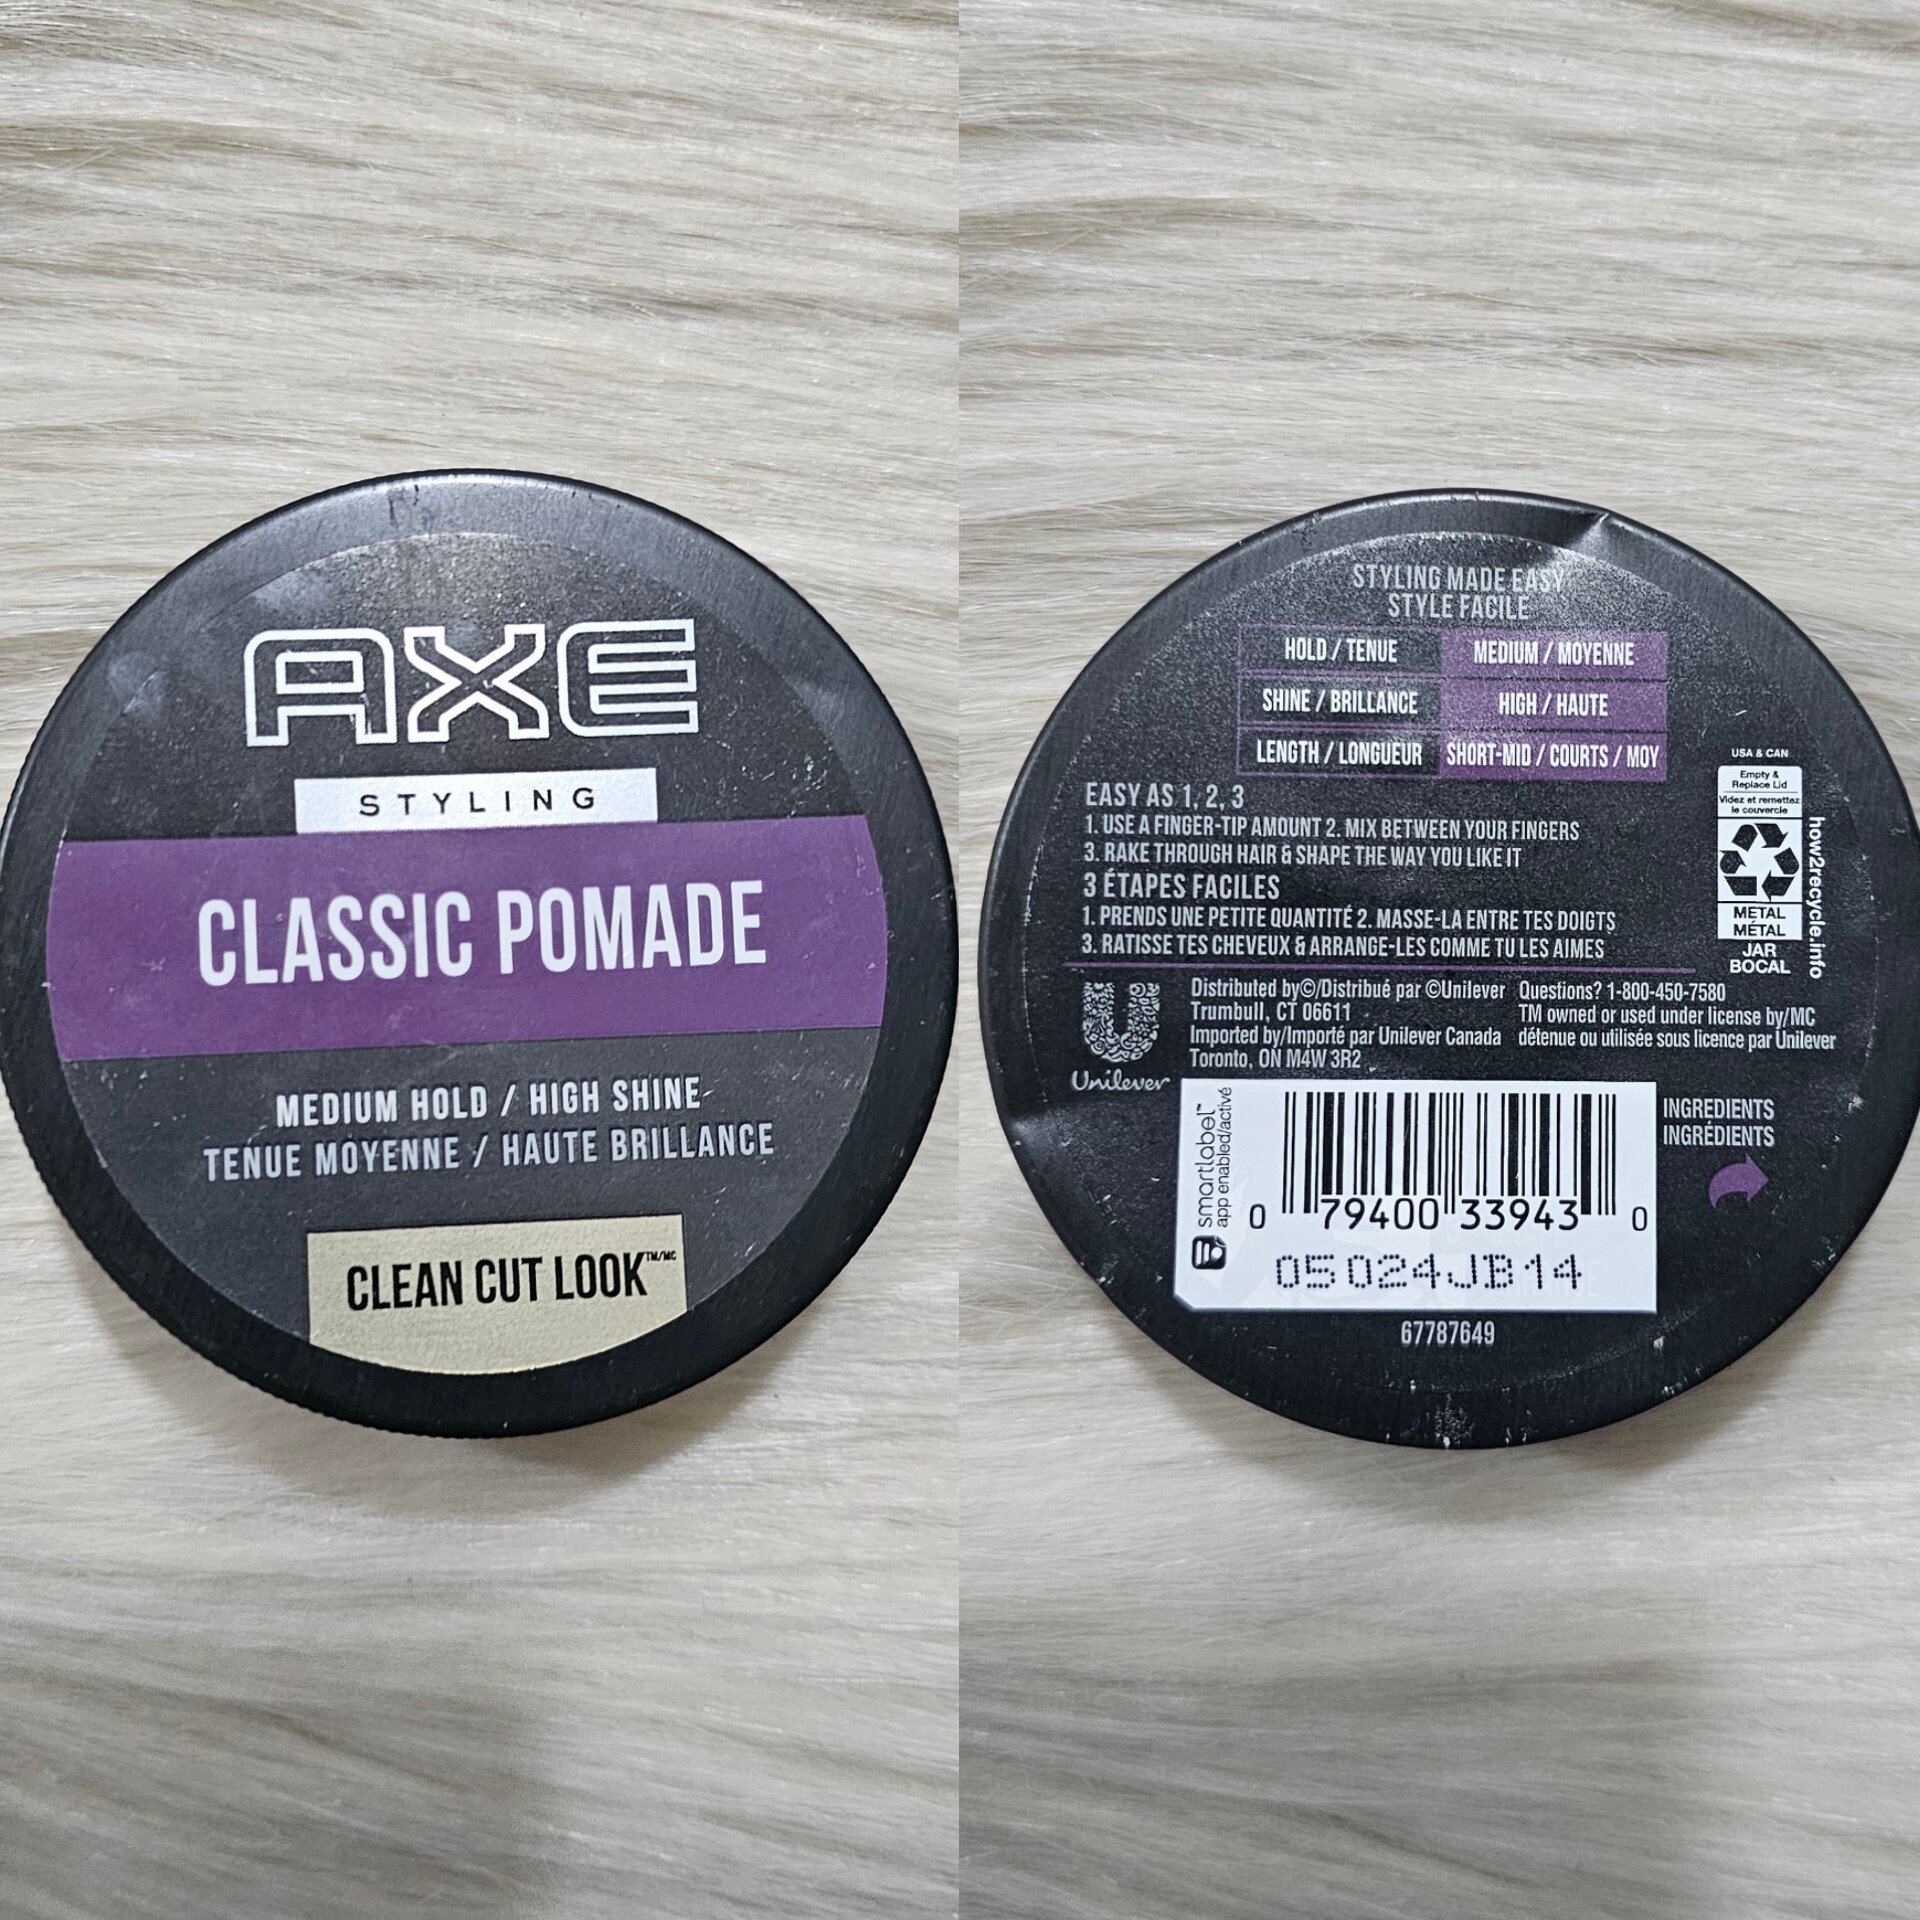 AXE
STYLING
CLASSIC POMADE
MEDIUM HOLD / HIGH SHINE
TENUE MOYENNE / HAUTE BRILLANCE
CLEAN CUT LOOK™/MC
STYLING MADE EASY
STYLE FACILE
HOLD / TENUE MEDIUM / MOYENNE
SHINE / BRILLANCE HIGH / HAUTE
LENGTH / LONGUEUR SHORT-MID / COURTS / MOY
EASY AS 1, 2, 3
1. USE A FINGER-TIP AMOUNT 2. MIX BETWEEN YOUR FINGERS
3. RAKE THROUGH HAIR & SHAPE THE WAY YOU LIKE IT
3 ÉTAPES FACILES
1. PRENDS UNE PETITE QUANTITÉ 2. MASSE-LA ENTRE TES DOIGTS
3. RATISSE TES CHEVEUX & ARRANGE-LES COMME TU LES AIMES
USA & CAN
Empty &
Replace Lid
Videz et remettez
le couvercle
METAL
MÉTAL
JAR
BOCAL
how2recycle.info
Unilever
Distributed by©/Distribué par ©Unilever
Trumbull, CT 06611
Imported by/Importé par Unilever Canada
Toronto, ON M4W 3R2
Questions? 1-800-450-7580
TM owned or used under license by/MC
détenue ou utilisée sous licence par Unilever
smartlabel™
app enabled/activé
0 79400 33943 0
05024JB14
INGREDIENTS
INGRÉDIENTS
67787649